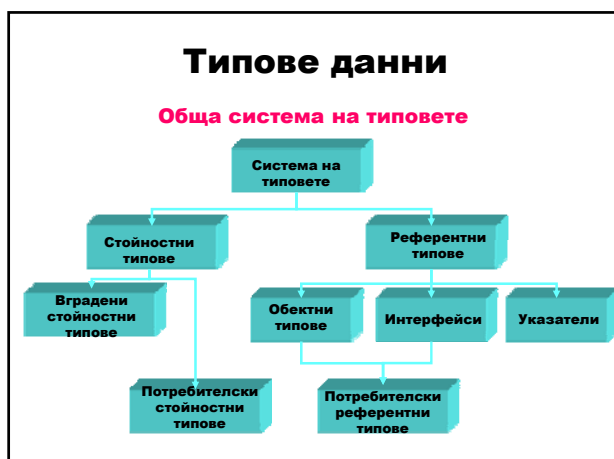 Типове данни
Обща система на типовете
Система на
типовете
Стойностни
типове
Референтни
типове
Вградени
стойностни
типове
Обектни
типове
Интерфейси
Указатели
Потребителски
стойностни
типове
Потребителски
референтни
типове